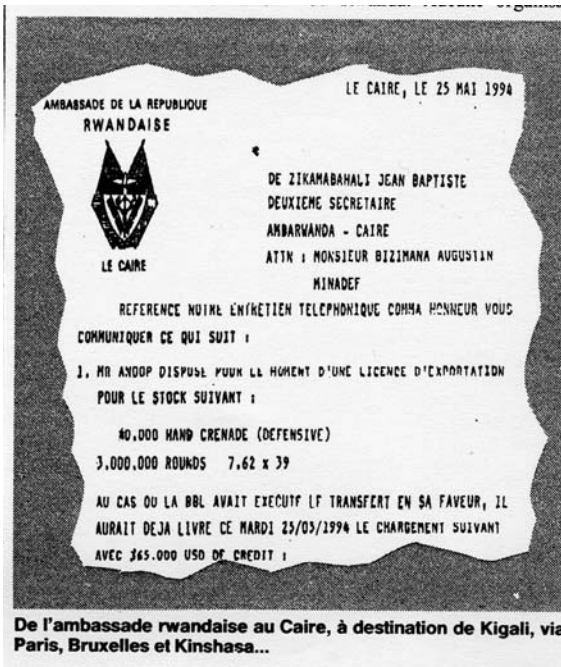 AMBASSADE DE LA REPUBLIQUE
RWANDAISE
LE CAIRE
LE CAIRE, LE 25 MAI 1994
DE ZIKAMABAHALI JEAN BAPTISTE
DEUXIEME SECRETAIRE
AMBARWANDA - CAIRE
ATTN : MONSIEUR BIZIMANA AUGUSTIN
MINADEF
REFERENCE NOTRE ENTRETIEN TELEPHONIQUE COMMA HONNEUR VOUS
COMMUNIQUER CE QUI SUIT :
1. MR ANOOP DISPOSE POUR LE MOMENT D'UNE LICENCE D'EXPORTATION
POUR LE STOCK SUIVANT :
HAND GRENADE (DEFENSIVE)
3.000.000 ROUNDS 7.62 x 39
AU CAS OU LA BBL AVAIT EXECUTE LE TRANSFERT EN SA FAVEUR, IL
AURAIT DEJA LIVRE CE MARDI 25/05/1994 LE CHARGEMENT SUIVANT
AVEC USD DE CREDIT :
De l'ambassade rwandaise au Caire, à destination de Kigali, via
Paris, Bruxelles et Kinshasa...